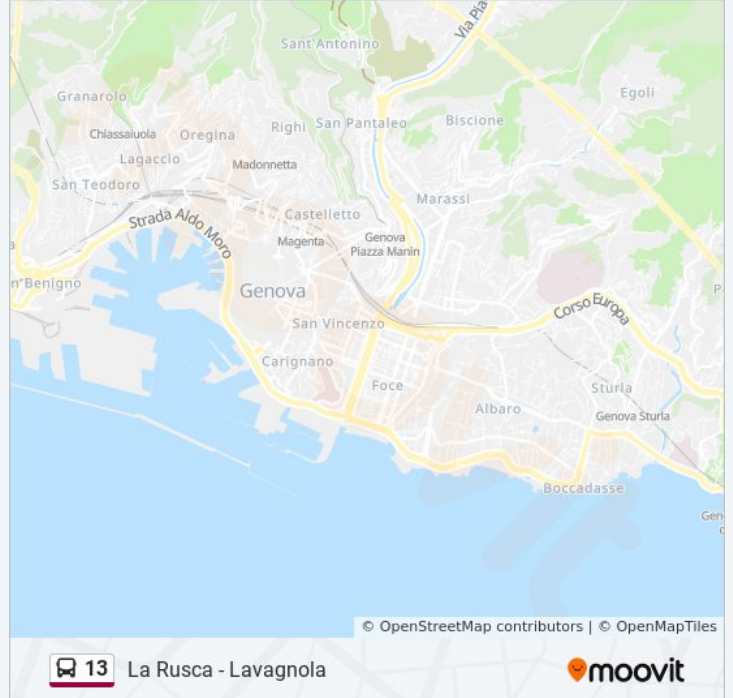 Via Pia
Sant'Antonino
Granarolo
Egoli
Chiassaiuola
Oregina
Righi
San Pantaleo
Biscione
Lagaccio
Madonnetta
San Teodoro
Marassi
Strada Aldo Moro
Castelletto
Magenta
Genova
Piazza Manin
a
n'Benigno
Genova
P
Corso Europa
San Vincenzo
Carignano
Foce
Sturla
Albaro
Genova Sturla
Boccadasse
Gen
c
© OpenStreetMap contributors | © OpenMapTiles
13 La Rusca - Lavagnola
moovit